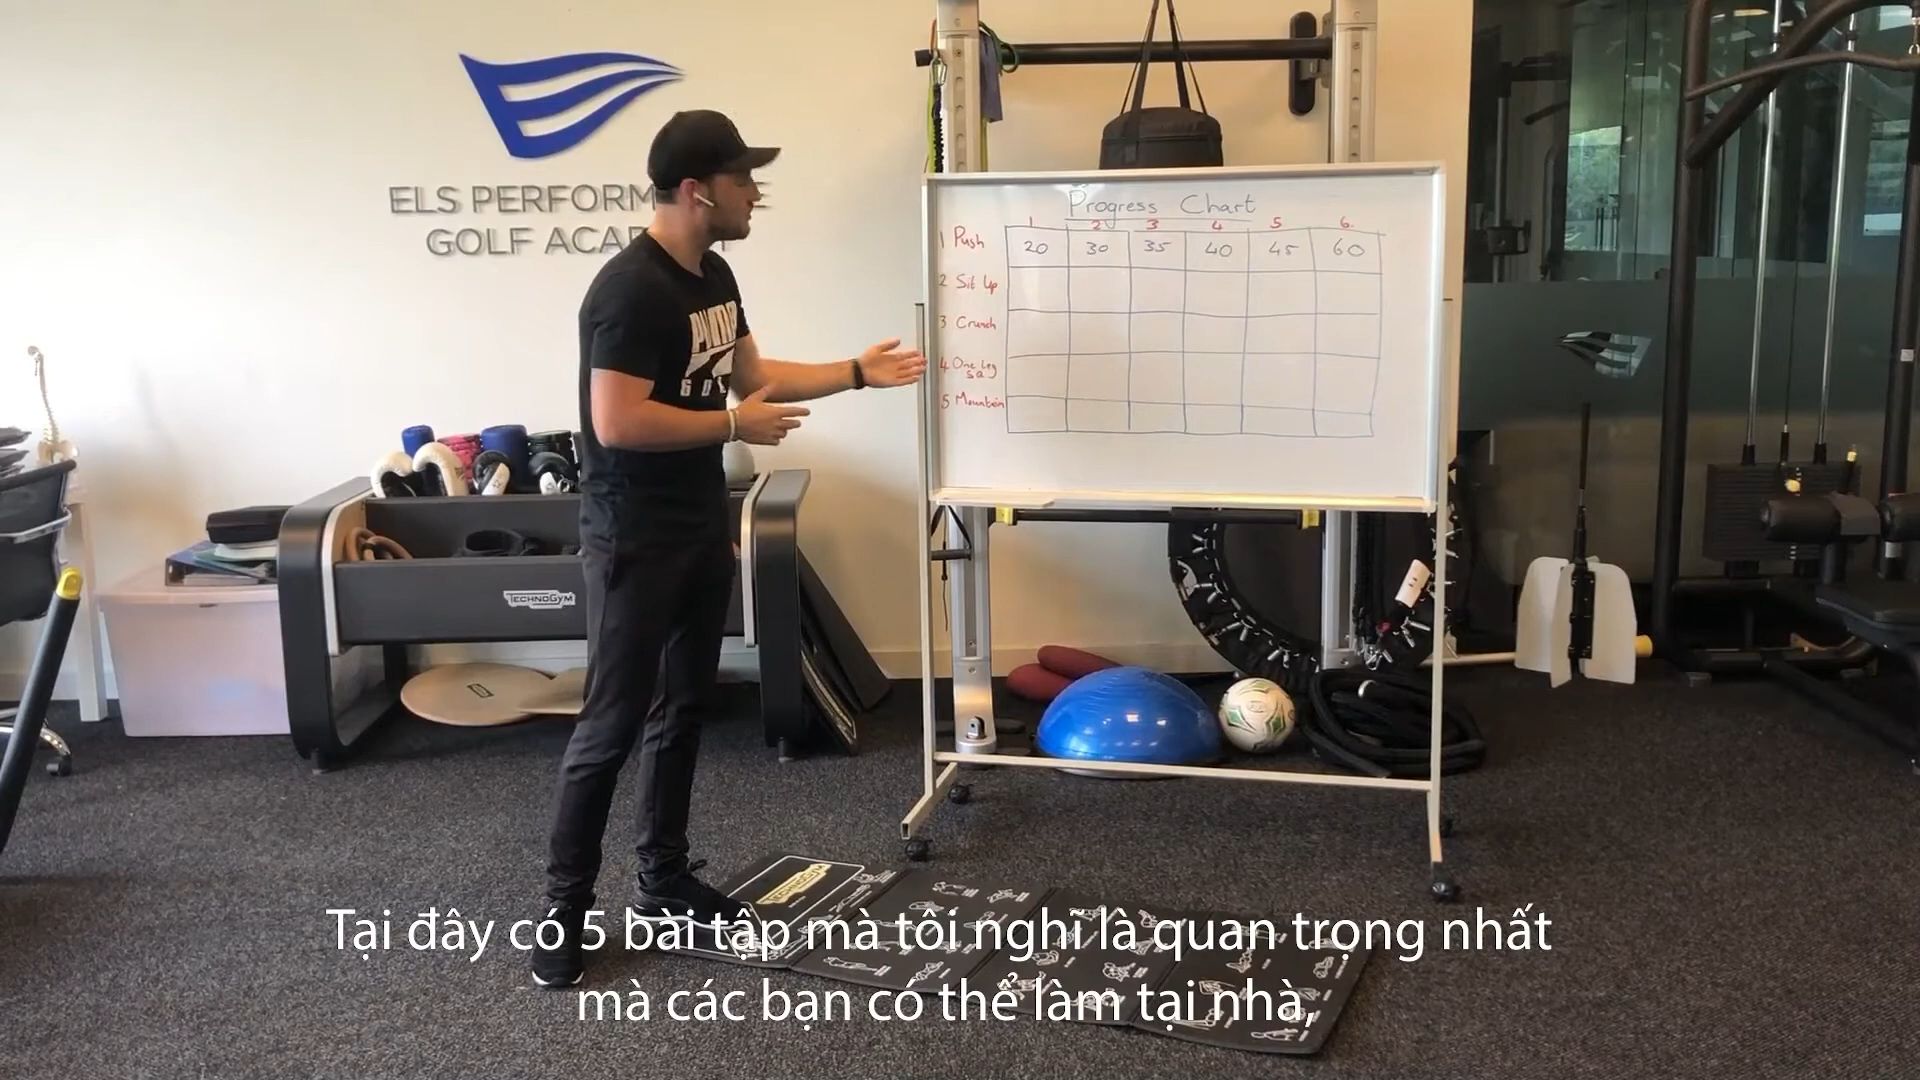 ELS PERFORM E
GOLF ACA
Progress Chart
1 2 3 4 5 6.
1 Push 20 30 35 40 45 60
2 Sit Up
3 Crunch
4 One leg
5 Mountain
TECHNOGYM
TECHNOGYM
Tại đây có 5 bài tập mà tôi nghĩ là quan trọng nhất
mà các bạn có thể làm tại nhà,